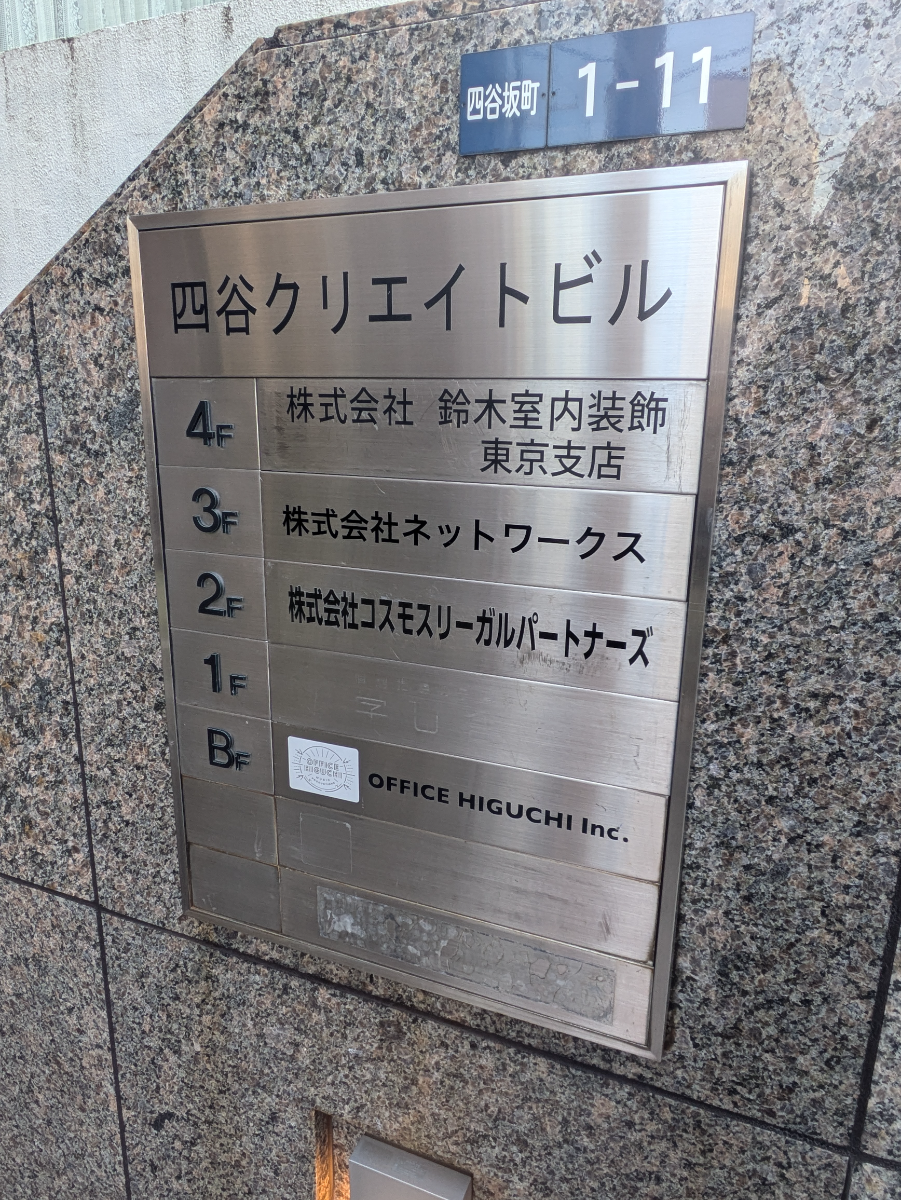 四谷坂町 1-11
四谷クリエイトビル
4F 株式会社 鈴木室内装飾
東京支店
3F 株式会社ネットワークス
2F 株式会社コスモスリーガルパートナーズ
1F
BF OFFICE HIGUCHI OFFICE HIGUCHI Inc.